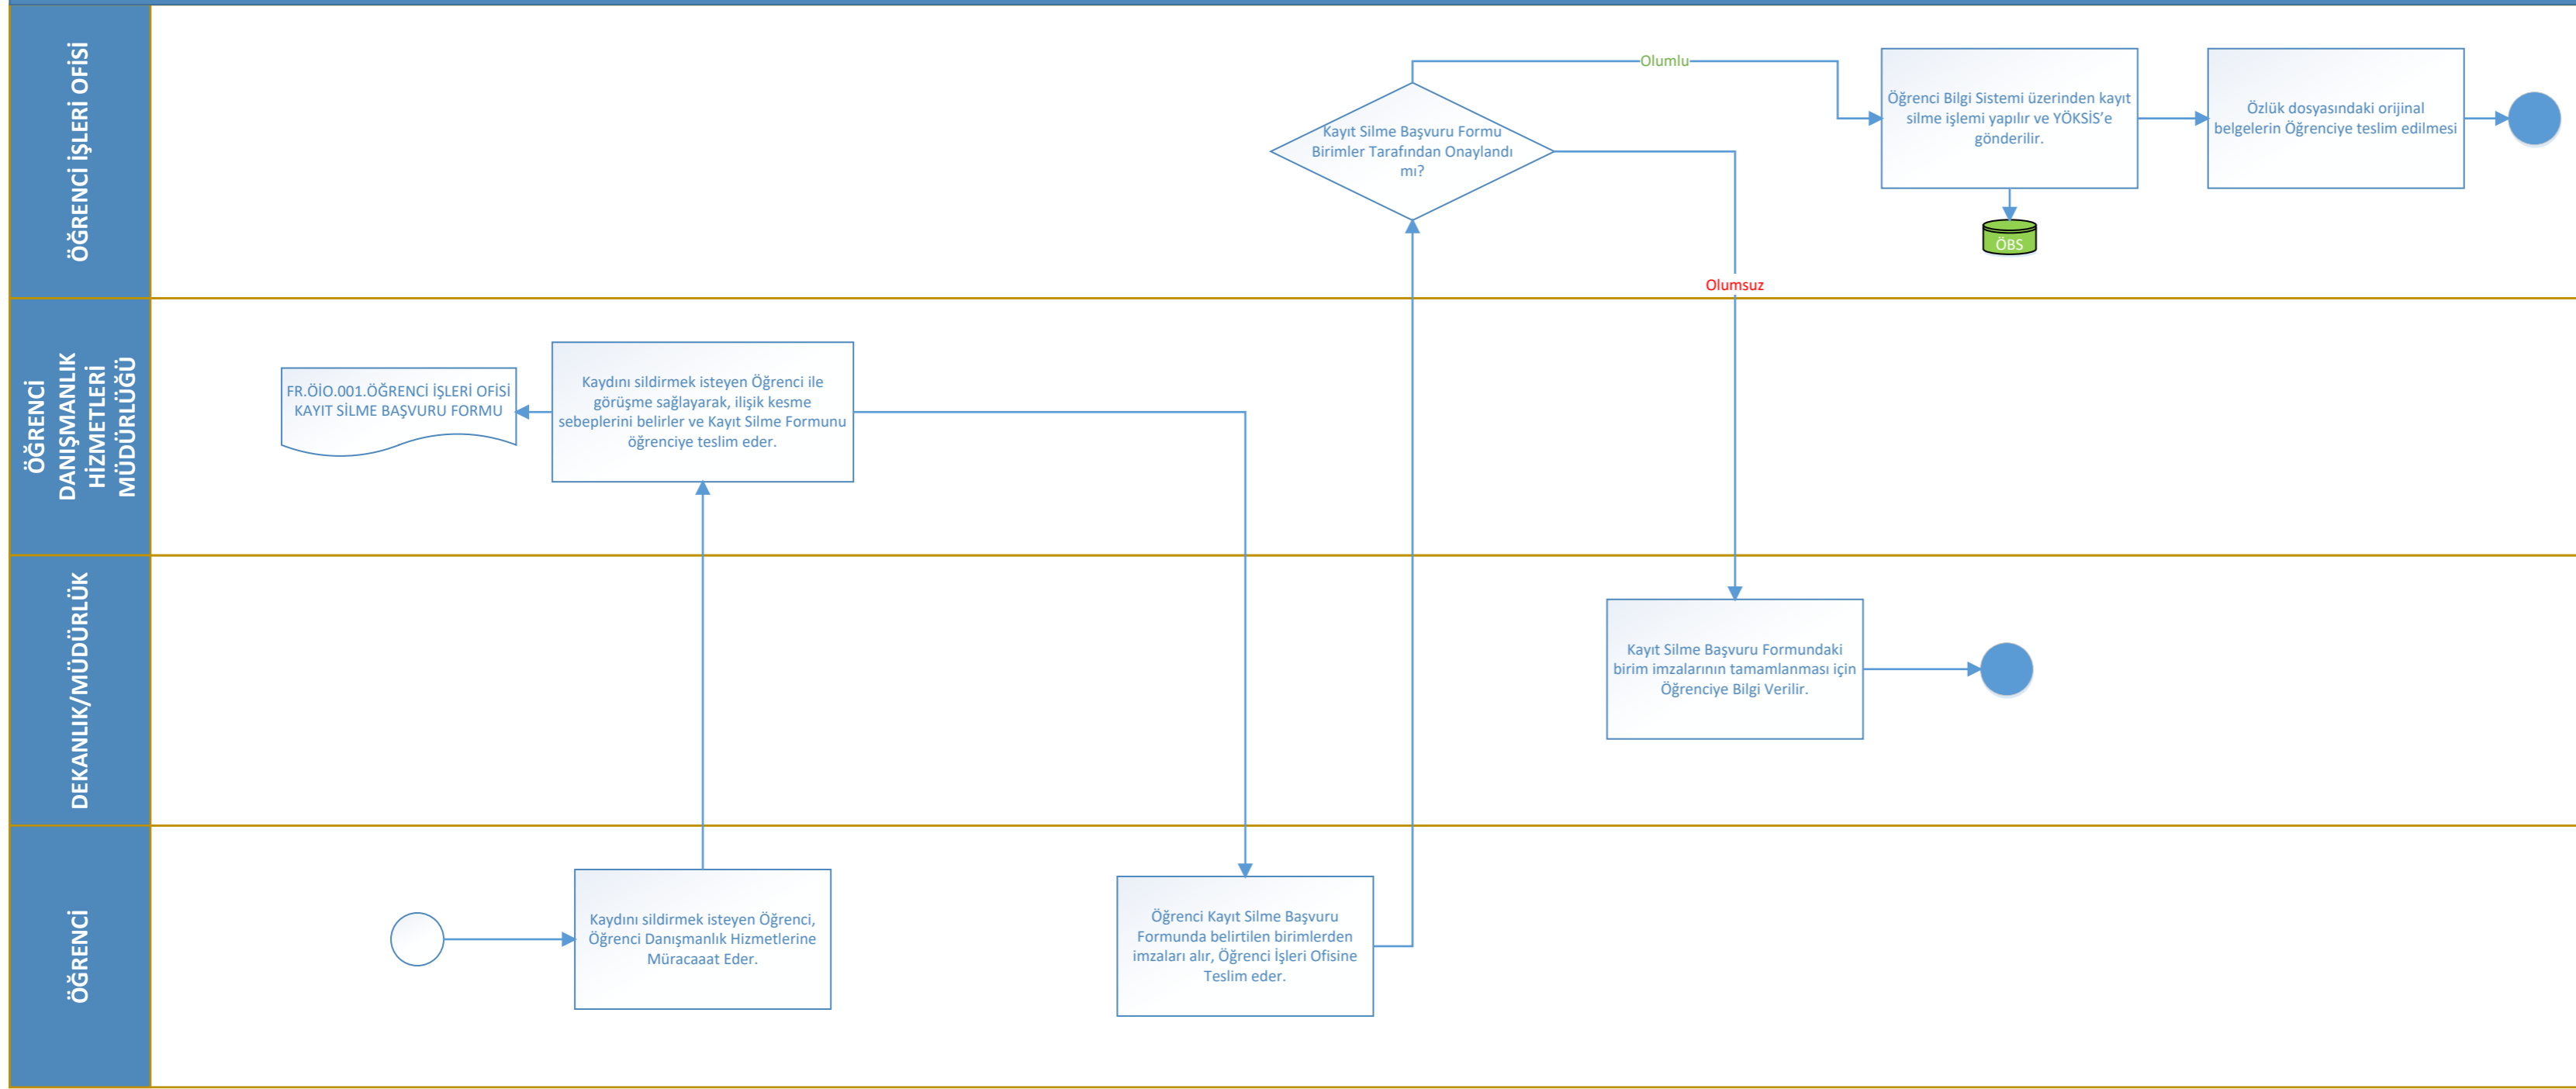 ÖĞRENCİ İŞLERİ OFİSİ
Olumlu
Kayıt Silme Başvuru Formu
Birimler Tarafından Onaylandı
mı?
Öğrenci Bilgi Sistemi üzerinden kayıt
silme işlemi yapılır ve YÖKSİS’e
gönderilir.
Özlük dosyasındaki orijinal
belgelerin Öğrenciye teslim edilmesi
ÖBS
Olumsuz
ÖĞRENCİ
DANIŞMANLIK
HİZMETLERİ
MÜDÜRLÜĞÜ
FR.ÖİO.001.ÖĞRENCİ İŞLERİ OFİSİ
KAYIT SİLME BAŞVURU FORMU
Kaydını sildirmek isteyen Öğrenci ile
görüşme sağlayarak, ilişik kesme
sebeplerini belirler ve Kayıt Silme Formunu
öğrenciye teslim eder.
DEKANLIK/MÜDÜRLÜK
Kayıt Silme Başvuru Formundaki
birim imzalarının tamamlanması için
Öğrenciye Bilgi Verilir.
ÖĞRENCİ
Kaydını sildirmek isteyen Öğrenci,
Öğrenci Danışmanlık Hizmetlerine
Müracaaat Eder.
Öğrenci Kayıt Silme Başvuru
Formunda belirtilen birimlerden
imzaları alır, Öğrenci İşleri Ofisine
Teslim eder.